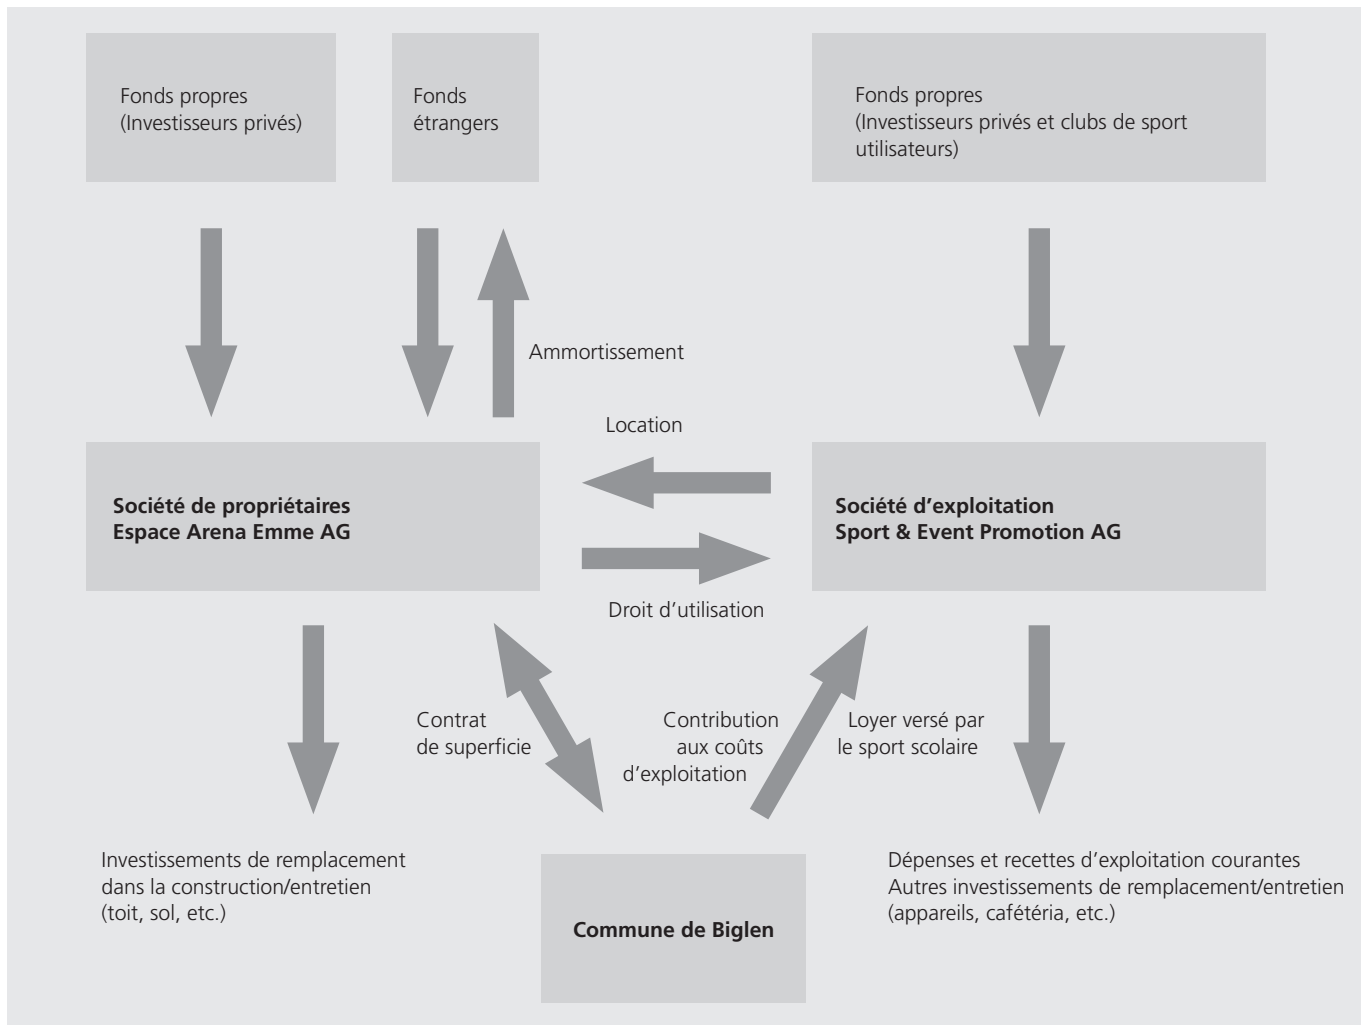 Fonds propres
(Investisseurs privés)
Fonds
étrangers
Fonds propres
(Investisseurs privés et clubs de sport
utilisateurs)
Ammortissement
Location
Société de propriétaires
Espace Arena Emme AG
Société d’exploitation
Sport & Event Promotion AG
Droit d’utilisation
Contrat
de superficie
Contribution
aux coûts
d’exploitation
Loyer versé par
le sport scolaire
Investissements de remplacement
dans la construction/entretien
(toit, sol, etc.)
Commune de Biglen
Dépenses et recettes d’exploitation courantes
Autres investissements de remplacement/entretien
(appareils, cafétéria, etc.)